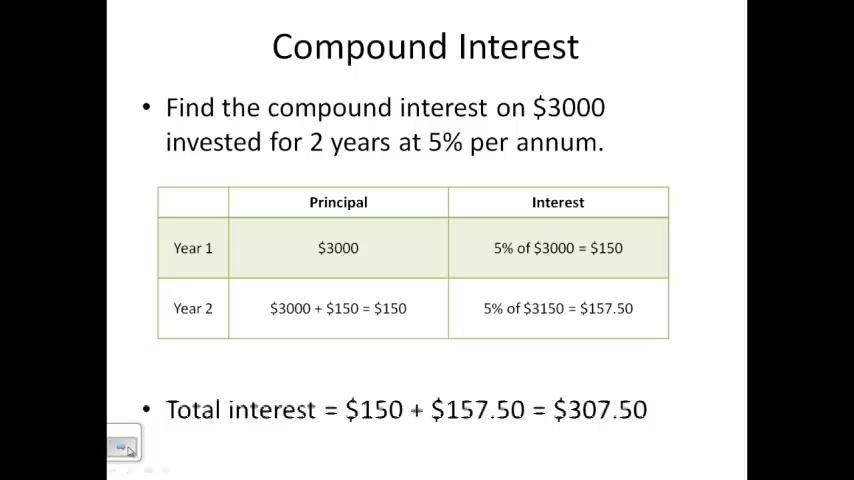 Compound Interest
• Find the compound interest on $3000
invested for 2 years at 5% per annum.
Principal Interest
Year 1 $3000 5% of $3000 = $150
Year 2 $3000 + $150 = $150 5% of $3150 = $157.50
• Total interest = $150 + $157.50 = $307.50